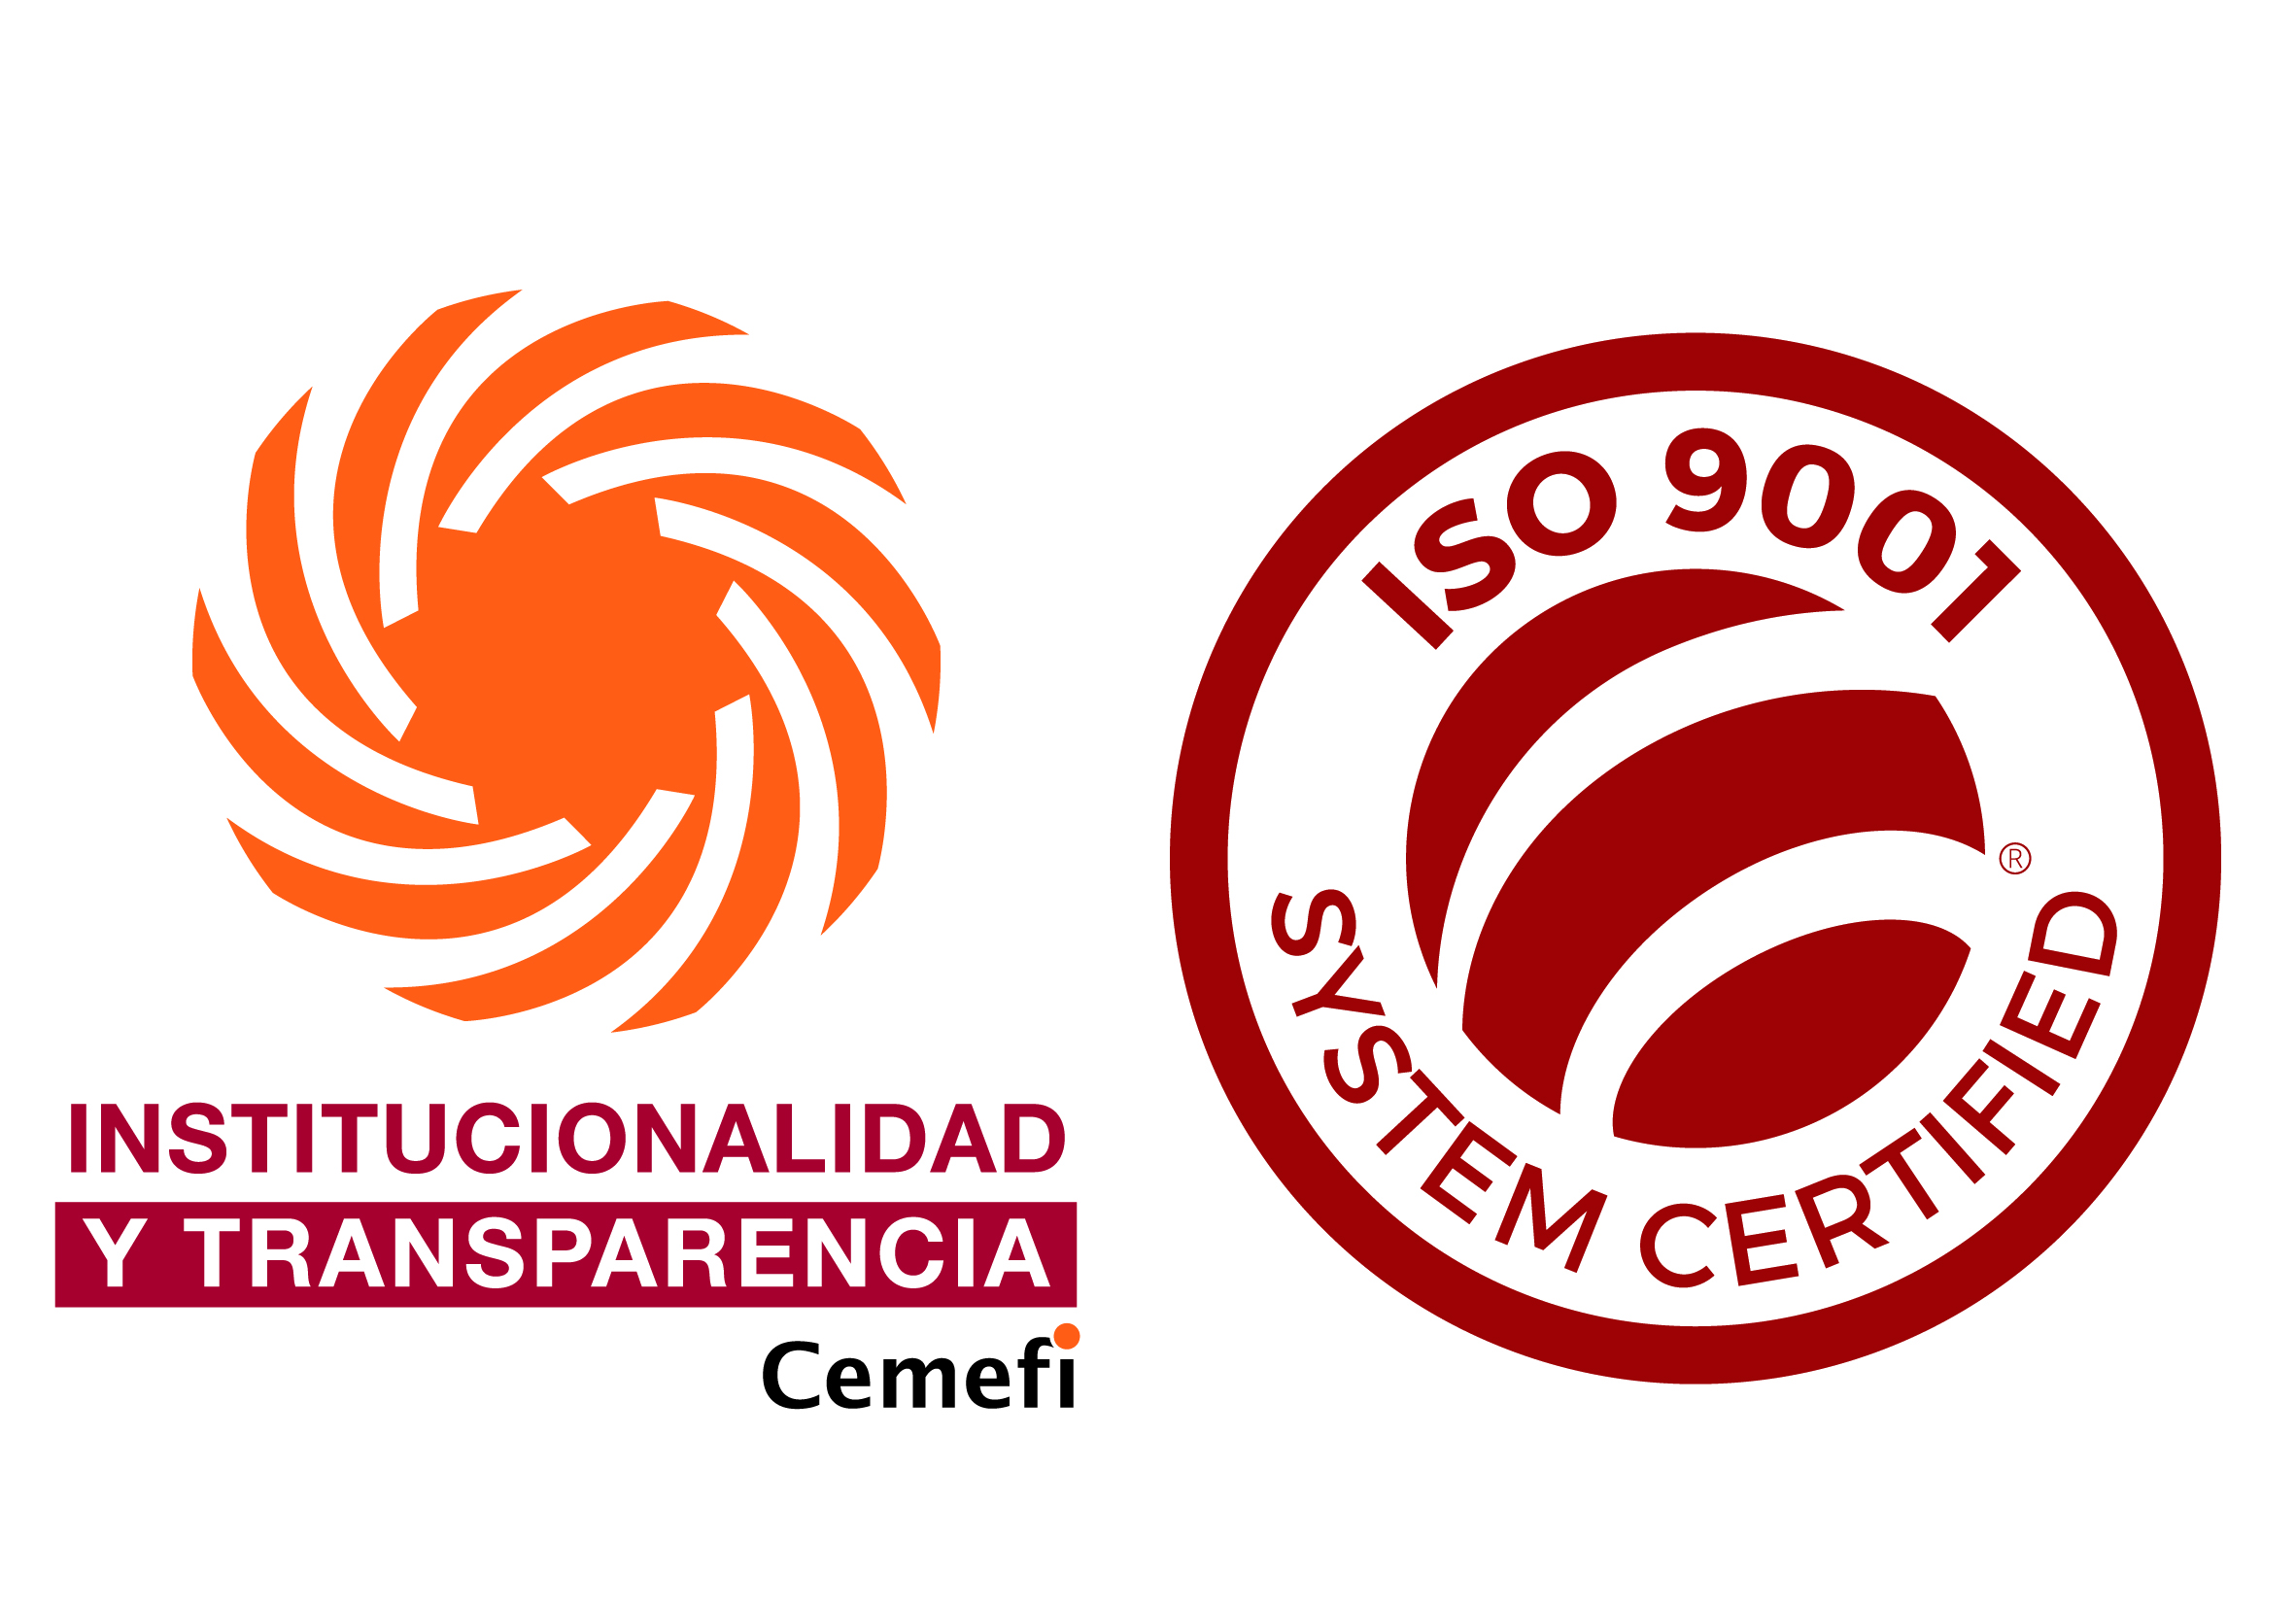 INSTITUCIONALIDAD
Y TRANSPARENCIA
Cemefi
ISO 9001
®
SYSTEM CERTIFIED